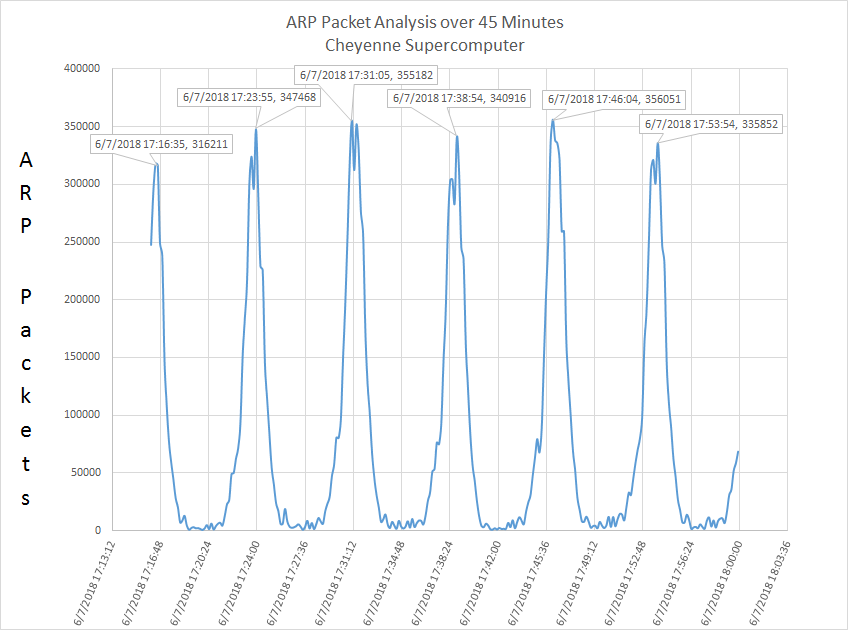 ARP Packet Analysis over 45 Minutes
Cheyenne Supercomputer
ARP Packets
400000
350000
300000
250000
200000
150000
100000
50000
0
6/7/2018 17:16:35, 316211
6/7/2018 17:23:55, 347468
6/7/2018 17:31:05, 355182
6/7/2018 17:38:54, 340916
6/7/2018 17:46:04, 356051
6/7/2018 17:53:54, 335852
6/7/2018 17:13:12
6/7/2018 17:16:48
6/7/2018 17:20:24
6/7/2018 17:24:00
6/7/2018 17:27:36
6/7/2018 17:31:12
6/7/2018 17:34:48
6/7/2018 17:38:24
6/7/2018 17:42:00
6/7/2018 17:45:36
6/7/2018 17:49:12
6/7/2018 17:52:48
6/7/2018 17:56:24
6/7/2018 18:00:00
6/7/2018 18:03:36